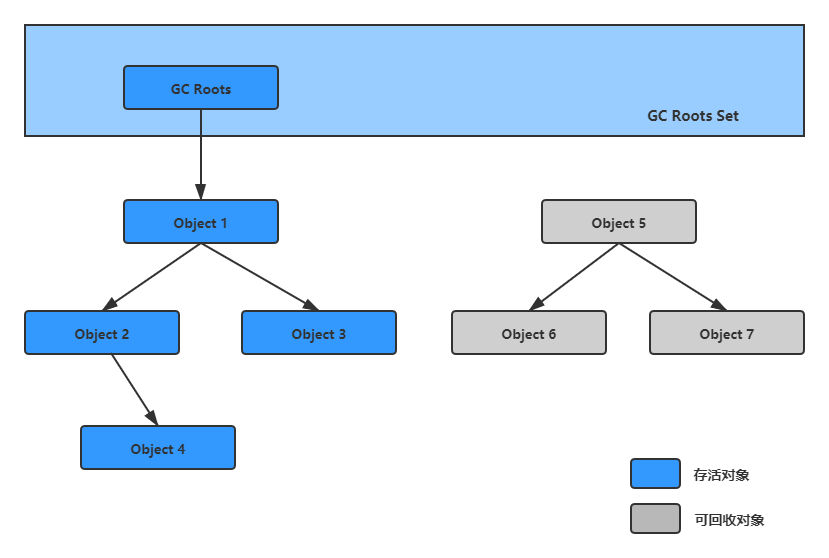 GC Roots
GC Roots Set
Object 1
Object 5
Object 2
Object 3
Object 6
Object 7
Object 4
存活对象
可回收对象